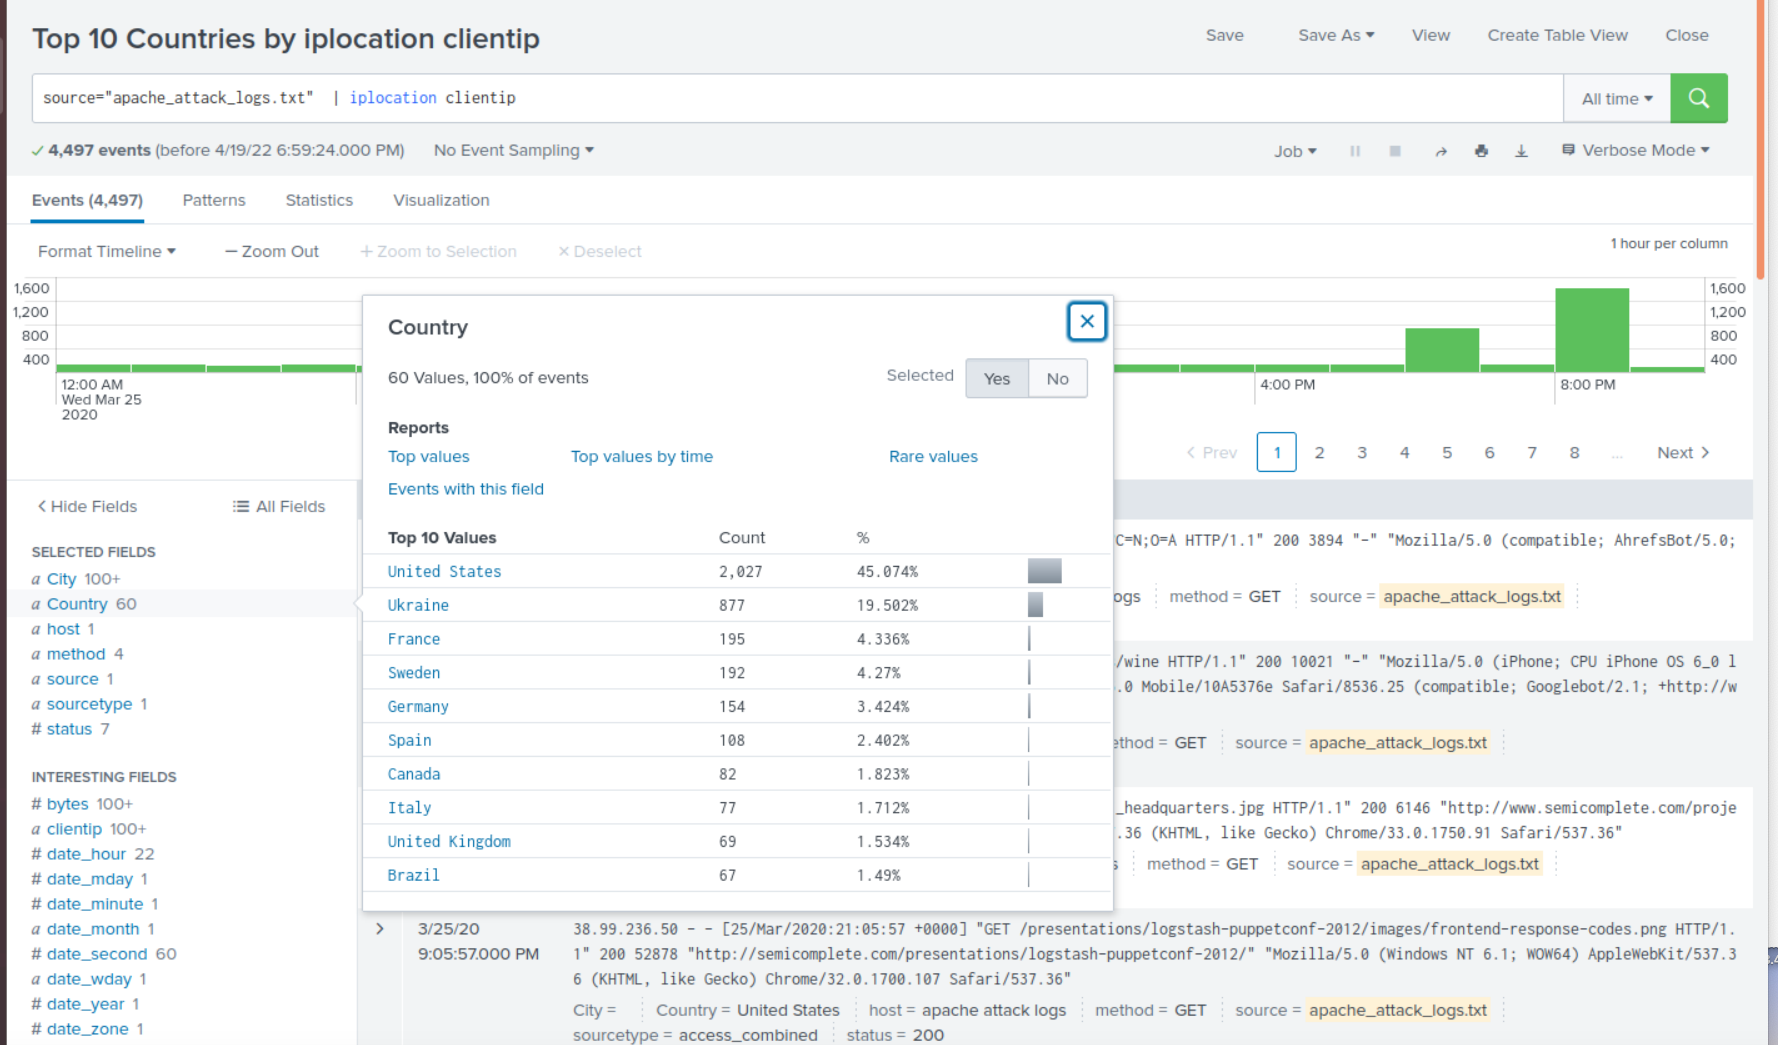 Top 10 Countries by iplocation clientip
Save Save As View Create Table View Close
source="apache_attack_logs.txt" | iplocation clientip
All time
4,497 events (before 4/19/22 6:59:24.000 PM) No Event Sampling
Job Verbose Mode
Events (4,497) Patterns Statistics Visualization
Format Timeline — Zoom Out + Zoom to Selection × Deselect
1 hour per column
1,600 1,600
1,200 1,200
800 800
400 400
12:00 AM 4:00 PM 8:00 PM
Wed Mar 25
2020
< Prev 1 2 3 4 5 6 7 8 ... Next >
Country
60 Values, 100% of events
Selected Yes No
Reports
Top values Top values by time Rare values
Events with this field
Top 10 Values Count %
United States 2,027 45.074%
Ukraine 877 19.502%
France 195 4.336%
Sweden 192 4.27%
Germany 154 3.424%
Spain 108 2.402%
Canada 82 1.823%
Italy 77 1.712%
United Kingdom 69 1.534%
Brazil 67 1.49%
< Hide Fields All Fields
SELECTED FIELDS
a City 100+
a Country 60
a host 1
a method 4
a source 1
a sourcetype 1
# status 7
INTERESTING FIELDS
# bytes 100+
a clientip 100+
# date_hour 22
# date_mday 1
# date_minute 1
a date_month 1
# date_second 60
a date_wday 1
# date_year 1
# date_zone 1
C=N;O=A HTTP/1.1" 200 3894 "-" "Mozilla/5.0 (compatible; AhrefsBot/5.0;
ogs method = GET source = apache_attack_logs.txt
/wine HTTP/1.1" 200 10021 "-" "Mozilla/5.0 (iPhone; CPU iPhone OS 6_0 l
.0 Mobile/10A5376e Safari/8536.25 (compatible; Googlebot/2.1; +http://w
ethod = GET source = apache_attack_logs.txt
_headquarters.jpg HTTP/1.1" 200 6146 "http://www.semicomplete.com/proje
.36 (KHTML, like Gecko) Chrome/33.0.1750.91 Safari/537.36"
s method = GET source = apache_attack_logs.txt
3/25/20
9:05:57.000 PM
38.99.236.50 - - [25/Mar/2020:21:05:57 +0000] "GET /presentations/logstash-puppetconf-2012/images/frontend-response-codes.png HTTP/1.
1" 200 52878 "http://semicomplete.com/presentations/logstash-puppetconf-2012/" "Mozilla/5.0 (Windows NT 6.1; WOW64) AppleWebKit/537.3
6 (KHTML, like Gecko) Chrome/32.0.1700.107 Safari/537.36"
City = Country = United States host = apache attack logs method = GET source = apache_attack_logs.txt
sourcetype = access_combined status = 200